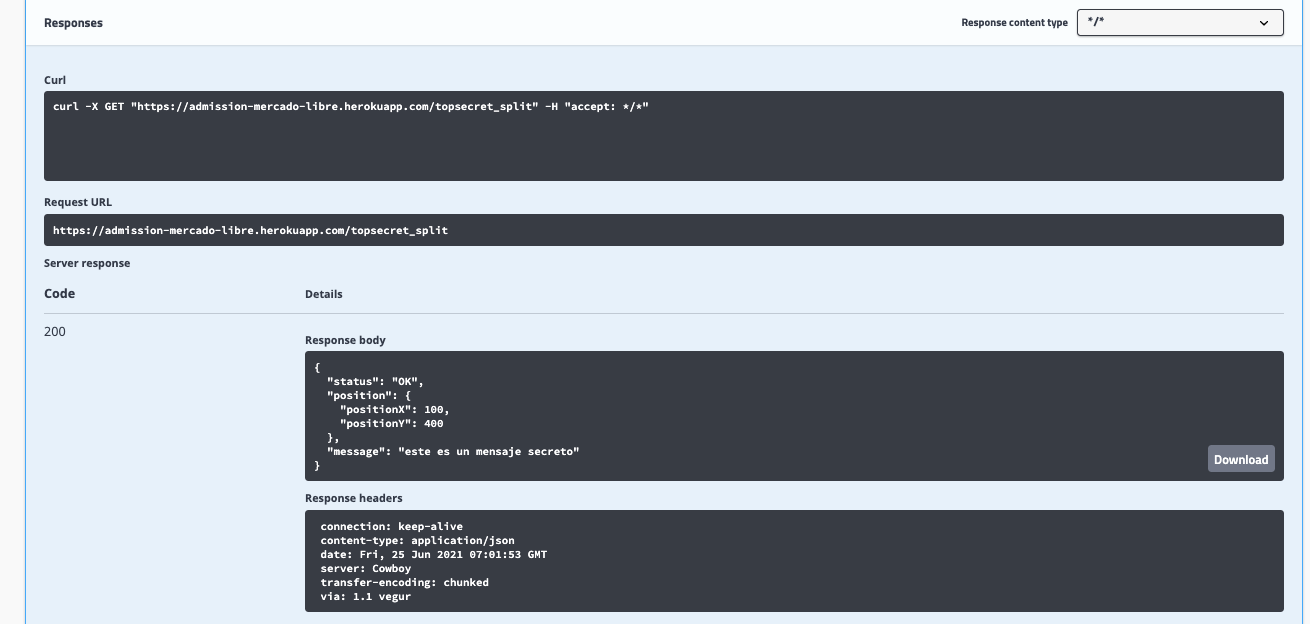 Responses
Response content type
*/*
Curl
curl -X GET "https://admission-mercado-libre.herokuapp.com/topsecret_split" -H "accept: */*"
Request URL
https://admission-mercado-libre.herokuapp.com/topsecret_split
Server response
Code Details
200
Response body
{
  "status": "OK",
  "position": {
    "positionX": 100,
    "positionY": 400
  },
  "message": "este es un mensaje secreto"
}
Download
Response headers
connection: keep-alive
content-type: application/json
date: Fri, 25 Jun 2021 07:01:53 GMT
server: Cowboy
transfer-encoding: chunked
via: 1.1 vegur